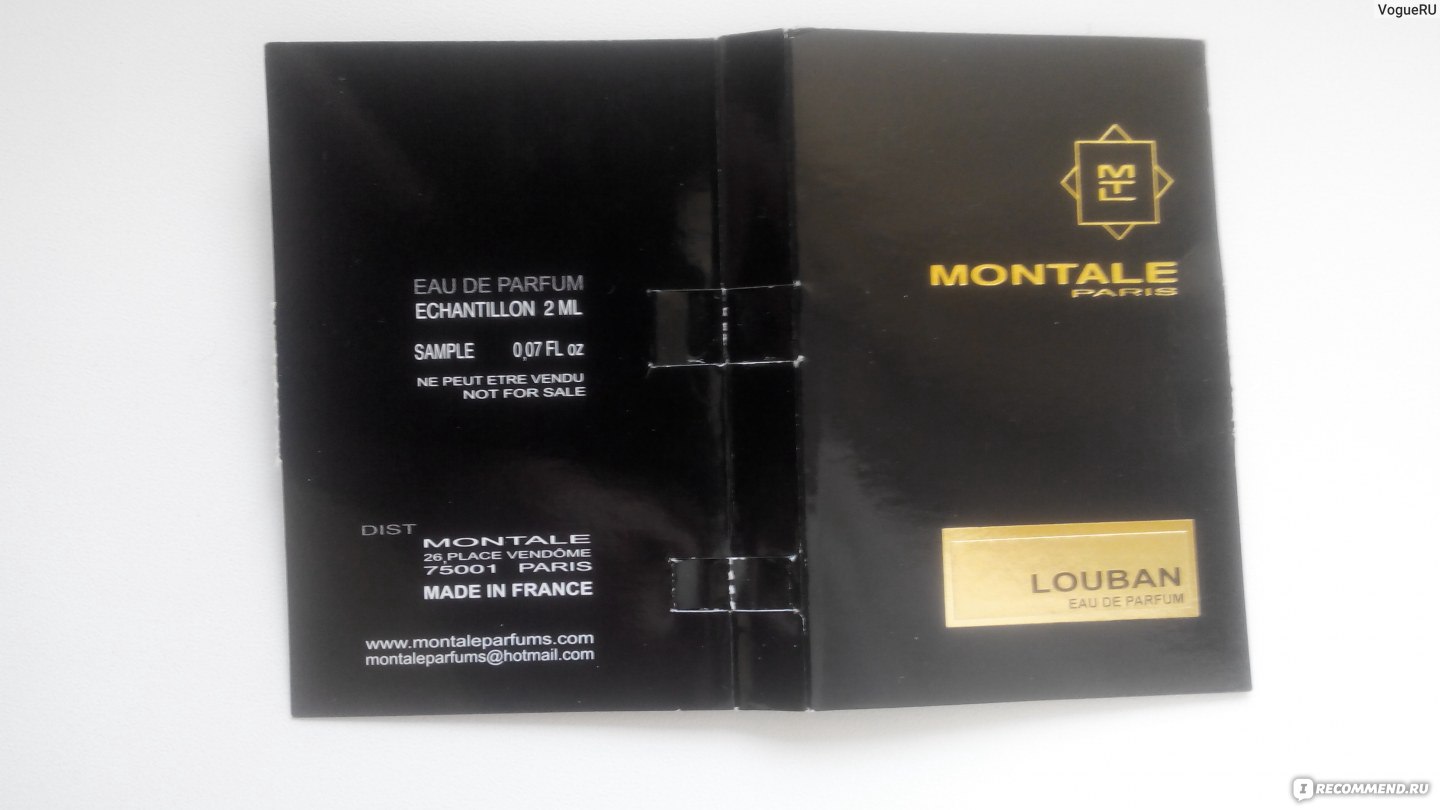 VogueRU
EAU DE PARFUM
ECHANTILLON 2 ML
SAMPLE 0,07 FL oz
NE PEUT ETRE VENDU
NOT FOR SALE
DIST
MONTALE
26,PLACE VENDÔME
75001 PARIS
MADE IN FRANCE
www.montaleparfums.com
montaleparfums@hotmail.com
MTL
MONTALE
PARIS
LOUBAN
EAU DE PARFUM
IRECOMMEND.RU